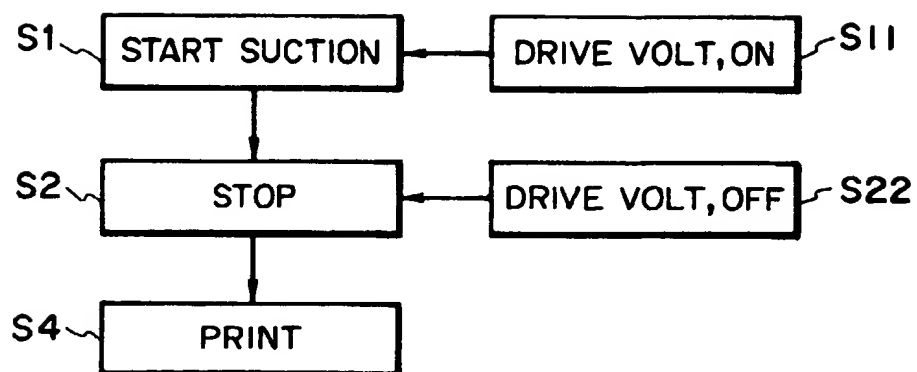 S1 START SUCTION DRIVE VOLT, ON S11
S2 STOP DRIVE VOLT, OFF S22
S4 PRINT